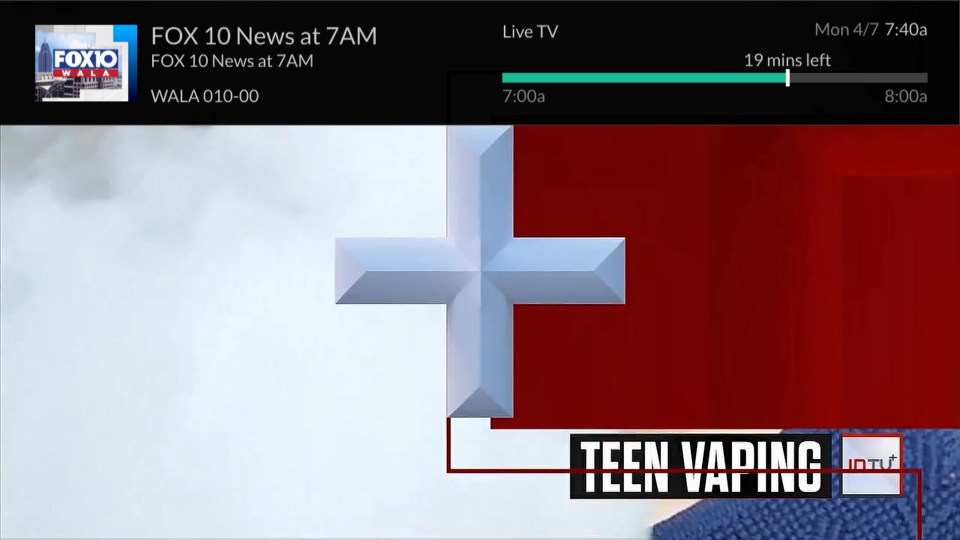 FOX 10 News at 7AM
FOX 10 News at 7AM
WALA 010-00
FOX10
WALA
Live TV
Mon 4/7 7:40a
19 mins left
7:00a
8:00a
TEEN VAPING
INTV+